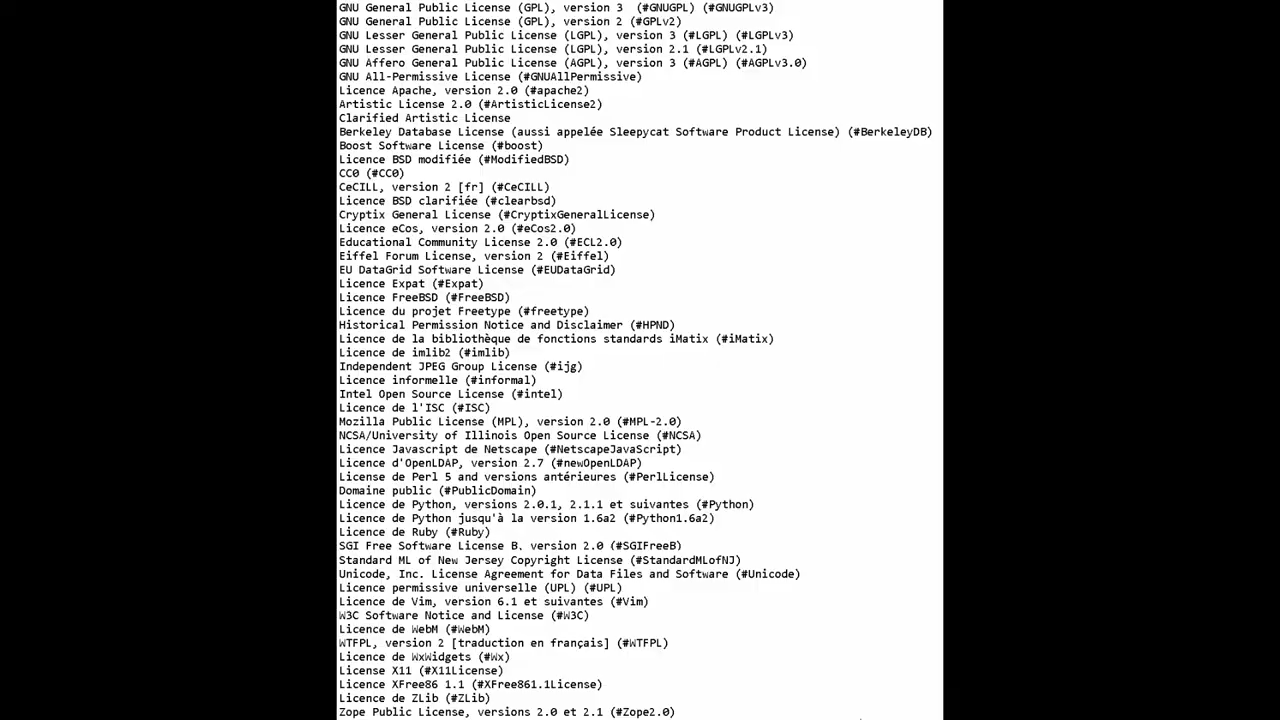 GNU General Public License (GPL), version 3  (#GNUGPL) (#GNUGPLv3)
GNU General Public License (GPL), version 2 (#GPLv2)
GNU Lesser General Public License (LGPL), version 3 (#LGPL) (#LGPLv3)
GNU Lesser General Public License (LGPL), version 2.1 (#LGPLv2.1)
GNU Affero General Public License (AGPL), version 3 (#AGPL) (#AGPLv3.0)
GNU All-Permissive License (#GNUAllPermissive)
Licence Apache, version 2.0 (#apache2)
Artistic License 2.0 (#ArtisticLicense2)
Clarified Artistic License
Berkeley Database License (aussi appelée Sleepycat Software Product License) (#BerkeleyDB)
Boost Software License (#boost)
Licence BSD modifiée (#ModifiedBSD)
CC0 (#CC0)
CeCILL, version 2 [fr] (#CeCILL)
Licence BSD clarifiée (#clearbsd)
Cryptix General License (#CryptixGeneralLicense)
Licence eCos, version 2.0 (#eCos2.0)
Educational Community License 2.0 (#ECL2.0)
Eiffel Forum License, version 2 (#Eiffel)
EU DataGrid Software License (#EUDataGrid)
Licence Expat (#Expat)
Licence FreeBSD (#FreeBSD)
Licence du projet Freetype (#freetype)
Historical Permission Notice and Disclaimer (#HPND)
Licence de la bibliothèque de fonctions standards iMatix (#iMatix)
Licence de imlib2 (#imlib)
Independent JPEG Group License (#ijg)
Licence informelle (#informal)
Intel Open Source License (#intel)
Licence de l'ISC (#ISC)
Mozilla Public License (MPL), version 2.0 (#MPL-2.0)
NCSA/University of Illinois Open Source License (#NCSA)
Licence Javascript de Netscape (#NetscapeJavaScript)
Licence d'OpenLDAP, version 2.7 (#newOpenLDAP)
License de Perl 5 and versions antérieures (#PerlLicense)
Domaine public (#PublicDomain)
Licence de Python, versions 2.0.1, 2.1.1 et suivantes (#Python)
Licence de Python jusqu'à la version 1.6a2 (#Python1.6a2)
Licence de Ruby (#Ruby)
SGI Free Software License B, version 2.0 (#SGIFreeB)
Standard ML of New Jersey Copyright License (#StandardMLofNJ)
Unicode, Inc. License Agreement for Data Files and Software (#Unicode)
Licence permissive universelle (UPL) (#UPL)
Licence de Vim, version 6.1 et suivantes (#Vim)
W3C Software Notice and License (#W3C)
Licence de WebM (#WebM)
WTFPL, version 2 [traduction en français] (#WTFPL)
Licence de WxWidgets (#Wx)
License X11 (#X11License)
Licence XFree86 1.1 (#XFree861.1License)
Licence de ZLib (#ZLib)
Zope Public License, versions 2.0 et 2.1 (#Zope2.0)